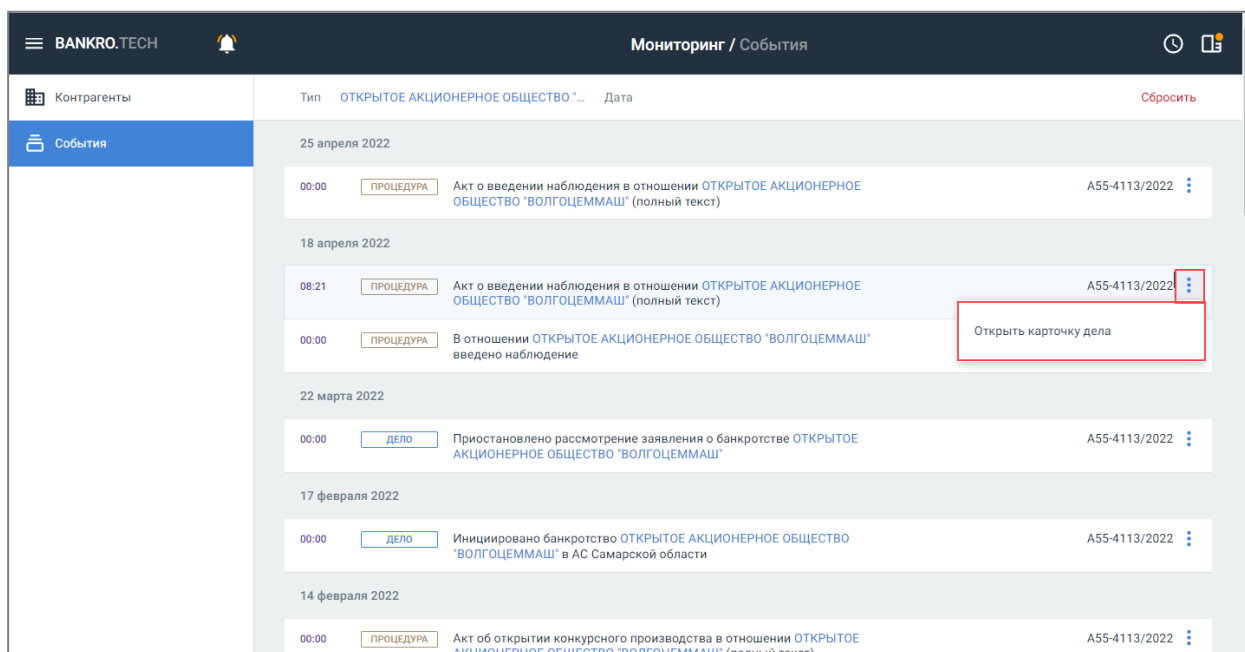 BANKRO.TECH
Мониторинг / События
Контрагенты
События
Тип ОТКРЫТОЕ АКЦИОНЕРНОЕ ОБЩЕСТВО "... Дата Сбросить
25 апреля 2022
00:00 ПРОЦЕДУРА Акт о введении наблюдения в отношении ОТКРЫТОЕ АКЦИОНЕРНОЕ А55-4113/2022
ОБЩЕСТВО "ВОЛГОЦЕММАШ" (полный текст)
18 апреля 2022
08:21 ПРОЦЕДУРА Акт о введении наблюдения в отношении ОТКРЫТОЕ АКЦИОНЕРНОЕ А55-4113/2022
ОБЩЕСТВО "ВОЛГОЦЕММАШ" (полный текст)
Открыть карточку дела
00:00 ПРОЦЕДУРА В отношении ОТКРЫТОЕ АКЦИОНЕРНОЕ ОБЩЕСТВО "ВОЛГОЦЕММАШ"
введено наблюдение
22 марта 2022
00:00 ДЕЛО Приостановлено рассмотрение заявления о банкротстве ОТКРЫТОЕ А55-4113/2022
АКЦИОНЕРНОЕ ОБЩЕСТВО "ВОЛГОЦЕММАШ"
17 февраля 2022
00:00 ДЕЛО Инициировано банкротство ОТКРЫТОЕ АКЦИОНЕРНОЕ ОБЩЕСТВО А55-4113/2022
"ВОЛГОЦЕММАШ" в АС Самарской области
14 февраля 2022
00:00 ПРОЦЕДУРА Акт об открытии конкурсного производства в отношении ОТКРЫТОЕ А55-4113/2022
АКЦИОНЕРНОЕ ОБЩЕСТВО "ВОЛГОЦЕММАШ" (полный текст)